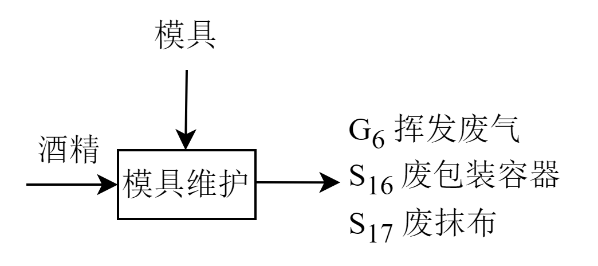 模具
酒精
模具维护
G6 挥发废气
S16 废包装容器
S17 废抹布